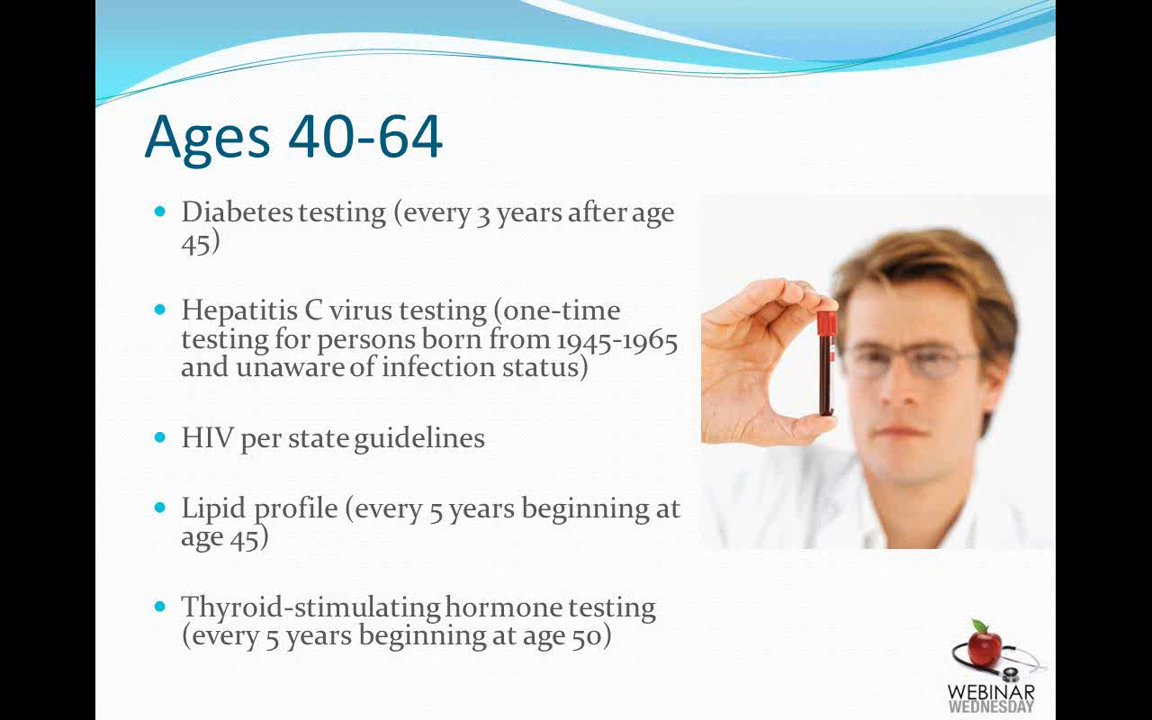 Ages 40-64
• Diabetes testing (every 3 years after age
45)
• Hepatitis C virus testing (one-time
testing for persons born from 1945-1965
and unaware of infection status)
• HIV per state guidelines
• Lipid profile (every 5 years beginning at
age 45)
• Thyroid-stimulating hormone testing
(every 5 years beginning at age 50)
WEBINAR
WEDNESDAY